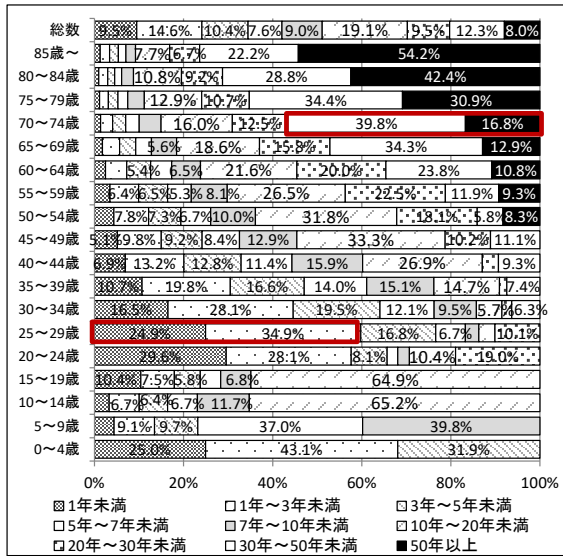 総数 9.5% 14.6% 10.4% 7.6% 9.0% 19.1% 9.5% 12.3% 8.0%
85歳～ 7.7% 6.7% 22.2% 54.2%
80～84歳 10.8% 9.2% 28.8% 42.4%
75～79歳 12.9% 10.7% 34.4% 30.9%
70～74歳 16.0% 12.5% 39.8% 16.8%
65～69歳 5.6% 18.6% 15.8% 34.3% 12.9%
60～64歳 5.4% 6.5% 21.6% 20.0% 23.8% 10.8%
55～59歳 6.4% 6.5% 5.3% 8.1% 26.5% 22.5% 11.9% 9.3%
50～54歳 7.8% 7.3% 6.7% 10.0% 31.8% 18.1% 5.8% 8.3%
45～49歳 5.1% 9.8% 9.2% 8.4% 12.9% 33.3% 10.2% 11.1%
40～44歳 6.9% 13.2% 12.8% 11.4% 15.9% 26.9% 9.3%
35～39歳 10.7% 19.8% 16.6% 14.0% 15.1% 14.7% 7.4%
30～34歳 16.5% 28.1% 19.5% 12.1% 9.5% 5.7% 6.3%
25～29歳 24.9% 34.9% 16.8% 6.7% 10.1%
20～24歳 29.6% 28.1% 8.1% 10.4% 19.0%
15～19歳 10.4% 7.5% 5.8% 6.8% 64.9%
10～14歳 6.7% 6.4% 6.7% 11.7% 65.2%
5～9歳 9.1% 9.7% 37.0% 39.8%
0～4歳 25.0% 43.1% 31.9%
0% 20% 40% 60% 80% 100%
1年未満 1年～3年未満 3年～5年未満
5年～7年未満 7年～10年未満 10年～20年未満
20年～30年未満 30年～50年未満 50年以上